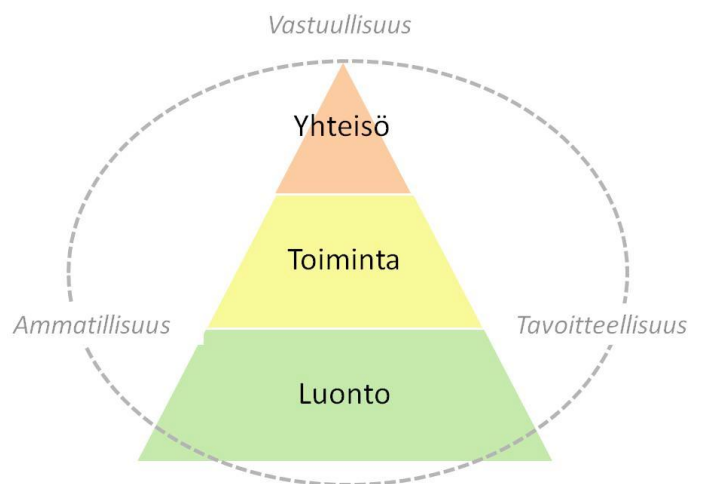 Vastuullisuus
Yhteisö
Toiminta
Ammatillisuus
Tavoitteellisuus
Luonto